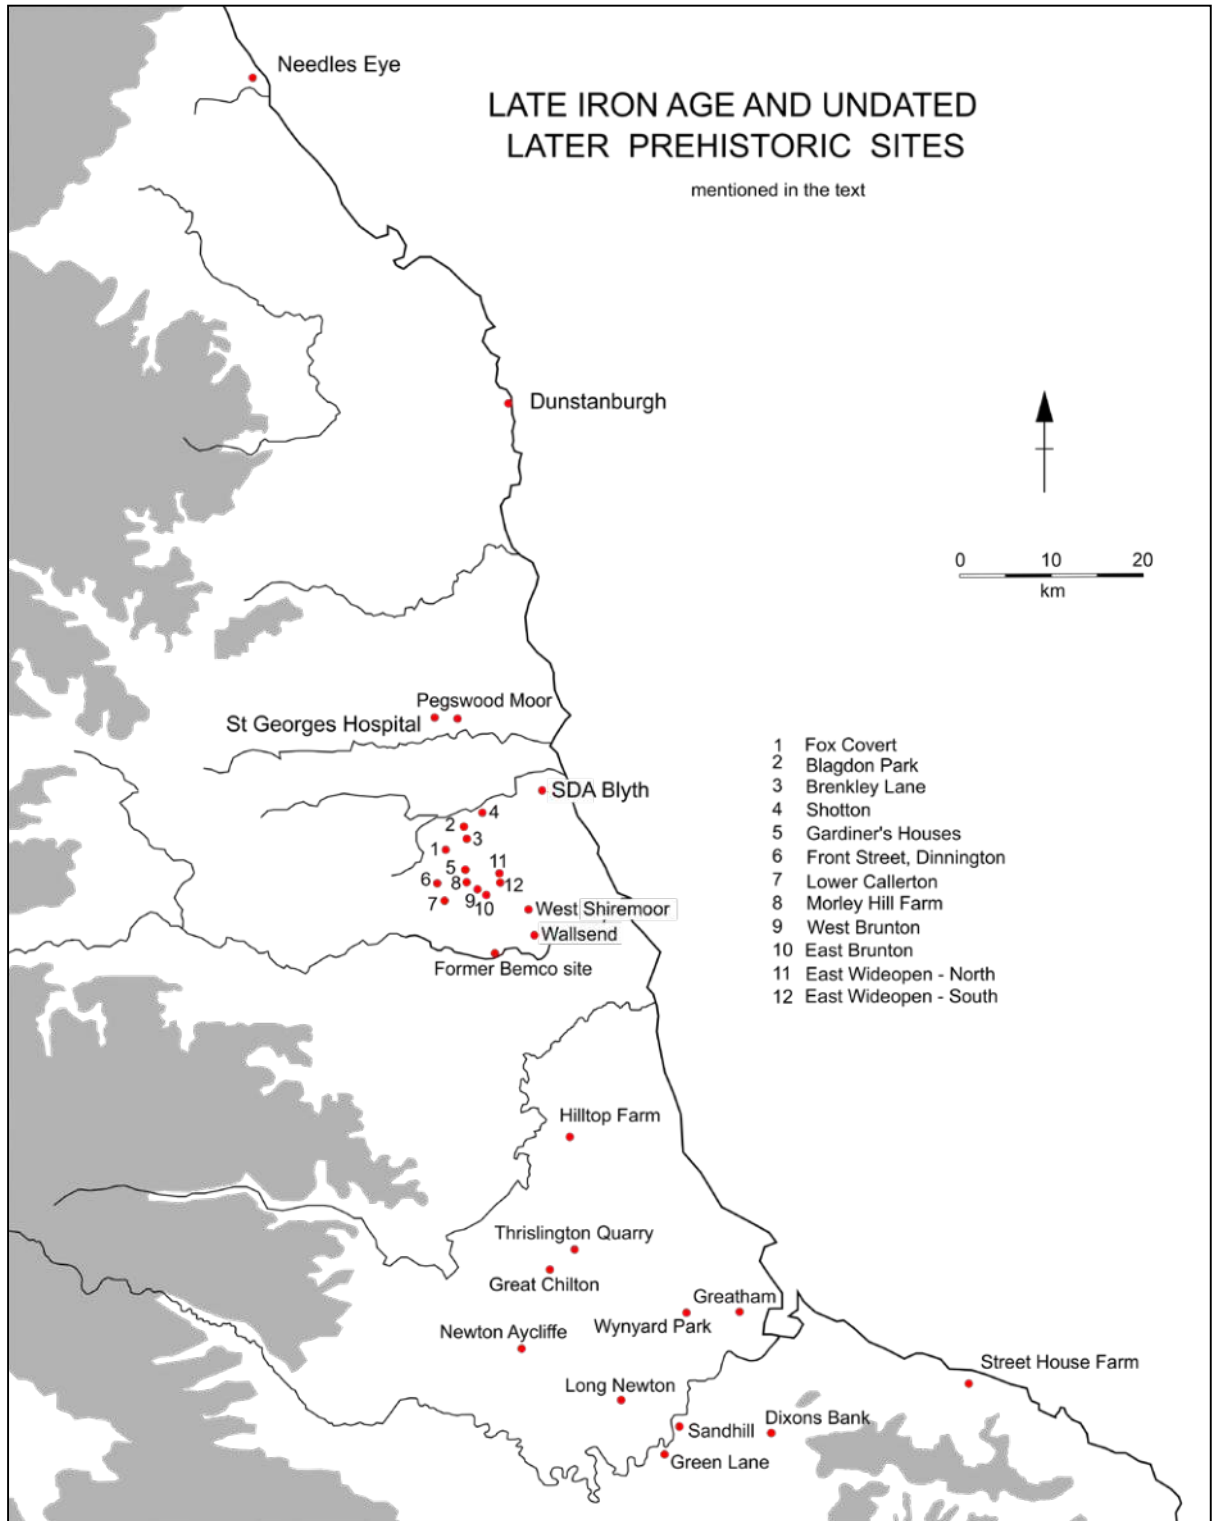 Needles Eye
LATE IRON AGE AND UNDATED
LATER PREHISTORIC SITES
mentioned in the text
Dunstanburgh
0 10 20
km
Pegswood Moor
St Georges Hospital
SDA Blyth
4
2
3
1
5
11
6
8
12
9
7
10
West Shiremoor
Wallsend
Former Bemco site
1 Fox Covert
2 Blagdon Park
3 Brenkley Lane
4 Shotton
5 Gardiner's Houses
6 Front Street, Dinnington
7 Lower Callerton
8 Morley Hill Farm
9 West Brunton
10 East Brunton
11 East Wideopen - North
12 East Wideopen - South
Hilltop Farm
Thrislington Quarry
Great Chilton
Greatham
Wynyard Park
Newton Aycliffe
Street House Farm
Long Newton
Dixons Bank
Sandhill
Green Lane